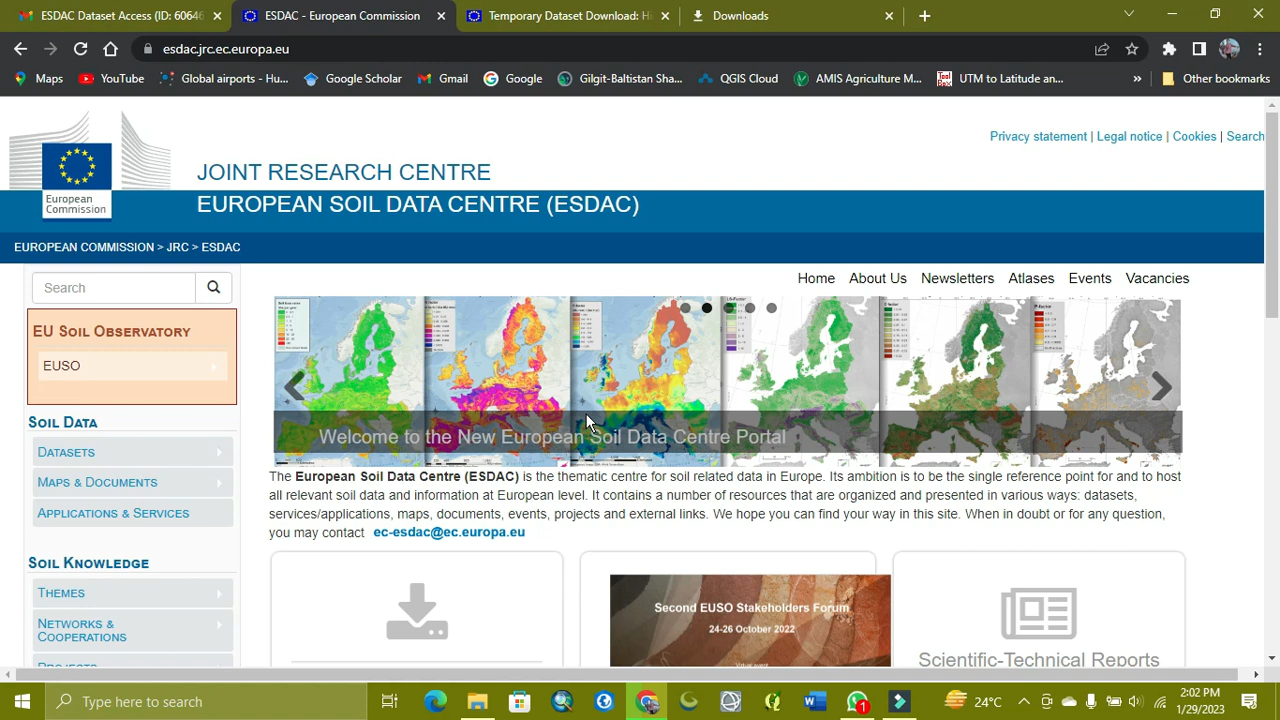 ESDAC Dataset Access (ID: 60646
ESDAC - European Commission
Temporary Dataset Download: Hi
Downloads
esdac.jrc.ec.europa.eu
Maps
YouTube
Global airports - Hu...
Google Scholar
Gmail
Google
Gilgit-Baltistan Sha...
QGIS Cloud
AMIS Agriculture M...
UTM to Latitude an...
»
Other bookmarks
Privacy statement | Legal notice | Cookies | Search
JOINT RESEARCH CENTRE
EUROPEAN SOIL DATA CENTRE (ESDAC)
European
Commission
EUROPEAN COMMISSION > JRC > ESDAC
Search
Home About Us Newsletters Atlases Events Vacancies
EU SOIL OBSERVATORY
EUSO
SOIL DATA
DATASETS
MAPS & DOCUMENTS
APPLICATIONS & SERVICES
SOIL KNOWLEDGE
THEMES
NETWORKS &
COOPERATIONS
PROJECTS
Welcome to the New European Soil Data Centre Portal
The European Soil Data Centre (ESDAC) is the thematic centre for soil related data in Europe. Its ambition is to be the single reference point for and to host
all relevant soil data and information at European level. It contains a number of resources that are organized and presented in various ways: datasets,
services/applications, maps, documents, events, projects and external links. We hope you can find your way in this site. When in doubt or for any question,
you may contact ec-esdac@ec.europa.eu
Second EUSO Stakeholders Forum
24-26 October 2022
Virtual event
Scientific-Technical Reports
Type here to search
1
24°C
2:02 PM
1/29/2023